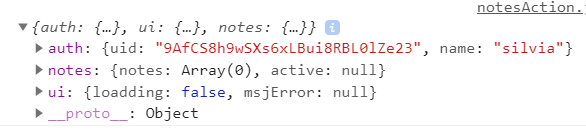 notesAction.j
▼{auth: {…}, ui: {…}, notes: {…}} i
▶ auth: {uid: "9AfCS8h9wSXs6xLBui8RBL0lZe23", name: "silvia"}
▶ notes: {notes: Array(0), active: null}
▶ ui: {loadding: false, msjError: null}
▶ __proto__: Object